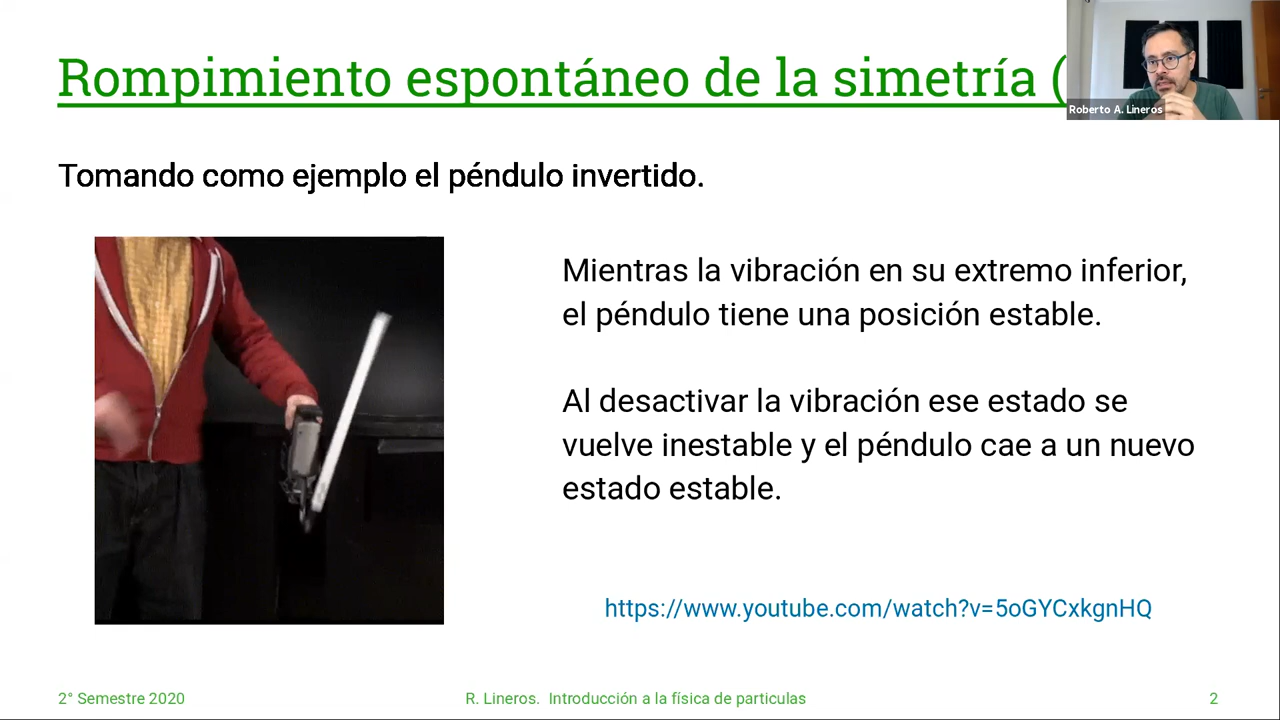 Rompimiento espontáneo de la simetría (
Roberto A. Lineros
Tomando como ejemplo el péndulo invertido.
Mientras la vibración en su extremo inferior,
el péndulo tiene una posición estable.
Al desactivar la vibración ese estado se
vuelve inestable y el péndulo cae a un nuevo
estado estable.
https://www.youtube.com/watch?v=5oGYCxkgnHQ
2° Semestre 2020
R. Lineros. Introducción a la física de particulas
2